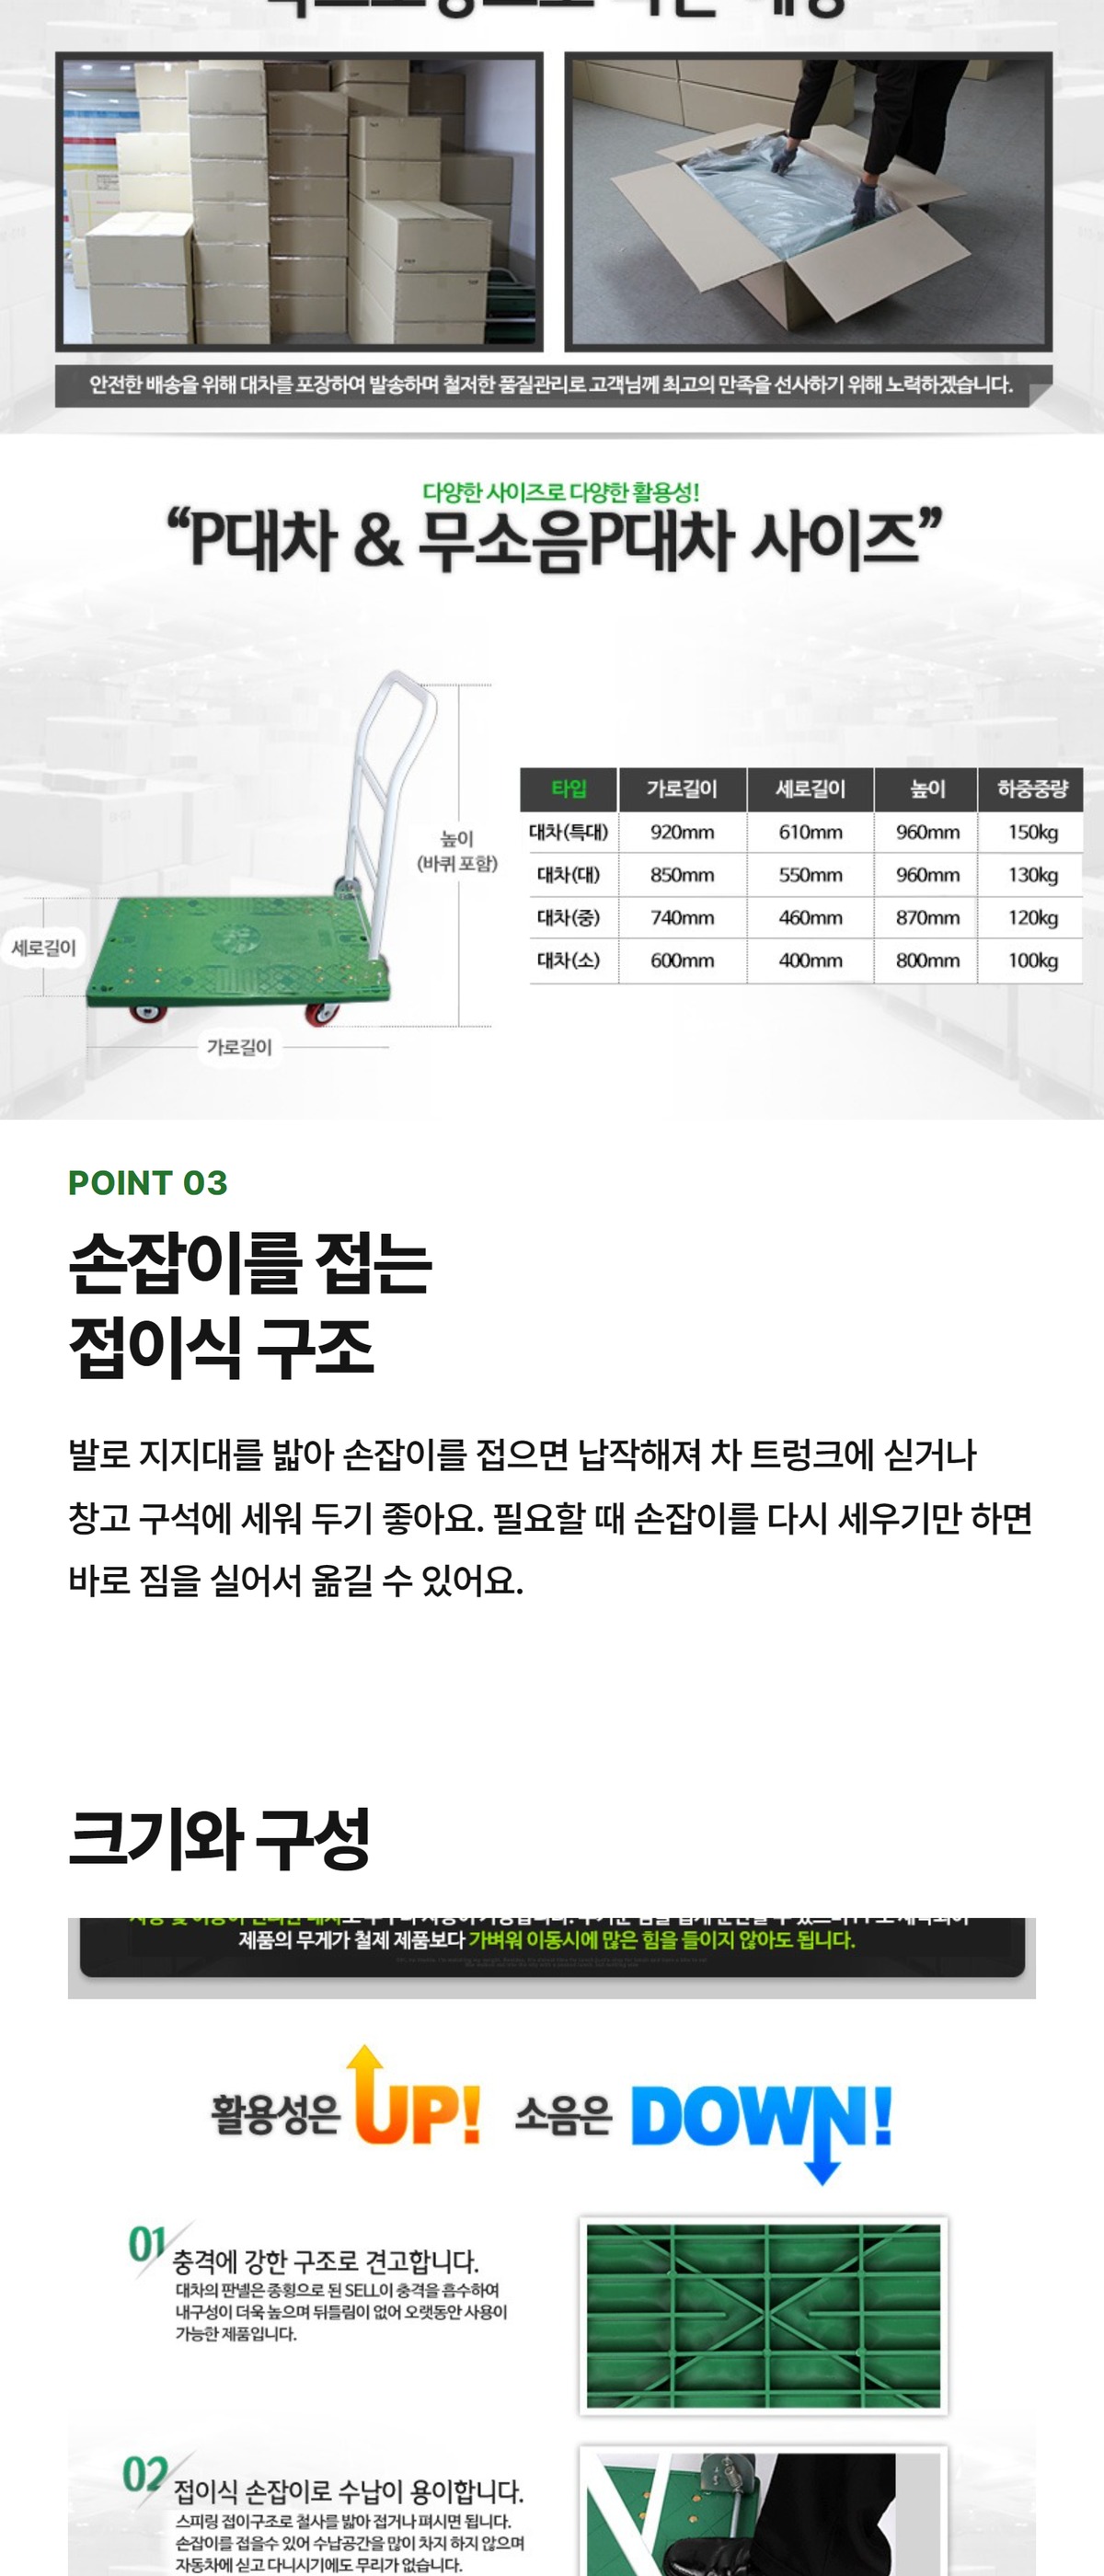 안전한 배송을 위해 대차를 포장하여 발송하며 철저한 품질관리로 고객님께 최고의 만족을 선사하기 위해 노력하겠습니다.
다양한 사이즈로 다양한 활용성!
“P대차 & 무소음P대차 사이즈”
높이
(바퀴 포함)
세로길이
가로길이
타입 가로길이 세로길이 높이 하중중량
대차(특대) 920mm 610mm 960mm 150kg
대차(대) 850mm 550mm 960mm 130kg
대차(중) 740mm 460mm 870mm 120kg
대차(소) 600mm 400mm 800mm 100kg
POINT 03
손잡이를 접는
접이식 구조
발로 지지대를 밟아 손잡이를 접으면 납작해져 차 트렁크에 싣거나
창고 구석에 세워 두기 좋아요. 필요할 때 손잡이를 다시 세우기만 하면
바로 짐을 실어서 옮길 수 있어요.
크기와 구성
제품의 무게가 철제 제품보다 가벼워 이동시에 많은 힘을 들이지 않아도 됩니다.
활용성은 UP! 소음은 DOWN!
01
충격에 강한 구조로 견고합니다.
대차의 판넬은 종횡으로 된 SELL이 충격을 흡수하여
내구성이 더욱 높으며 뒤틀림이 없어 오랫동안 사용이
가능한 제품입니다.
02
접이식 손잡이로 수납이 용이합니다.
스피링 접이구조로 철사를 밟아 접거나 펴시면 됩니다.
손잡이를 접을수 있어 수납공간을 많이 차지 하지 않으며
자동차에 싣고 다니시기에도 무리가 없습니다.